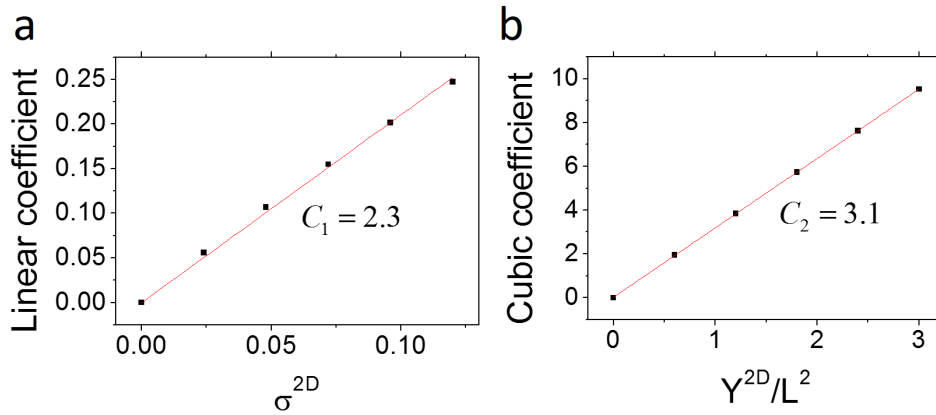 a
Linear coefficient
0.25
0.20
0.15
0.10
0.05
0.00
C₁ = 2.3
0.00 0.05 0.10
σ²ᴰ
b
Cubic coefficient
10
8
6
4
2
0
C₂ = 3.1
0 1 2 3
Y²ᴰ/L²